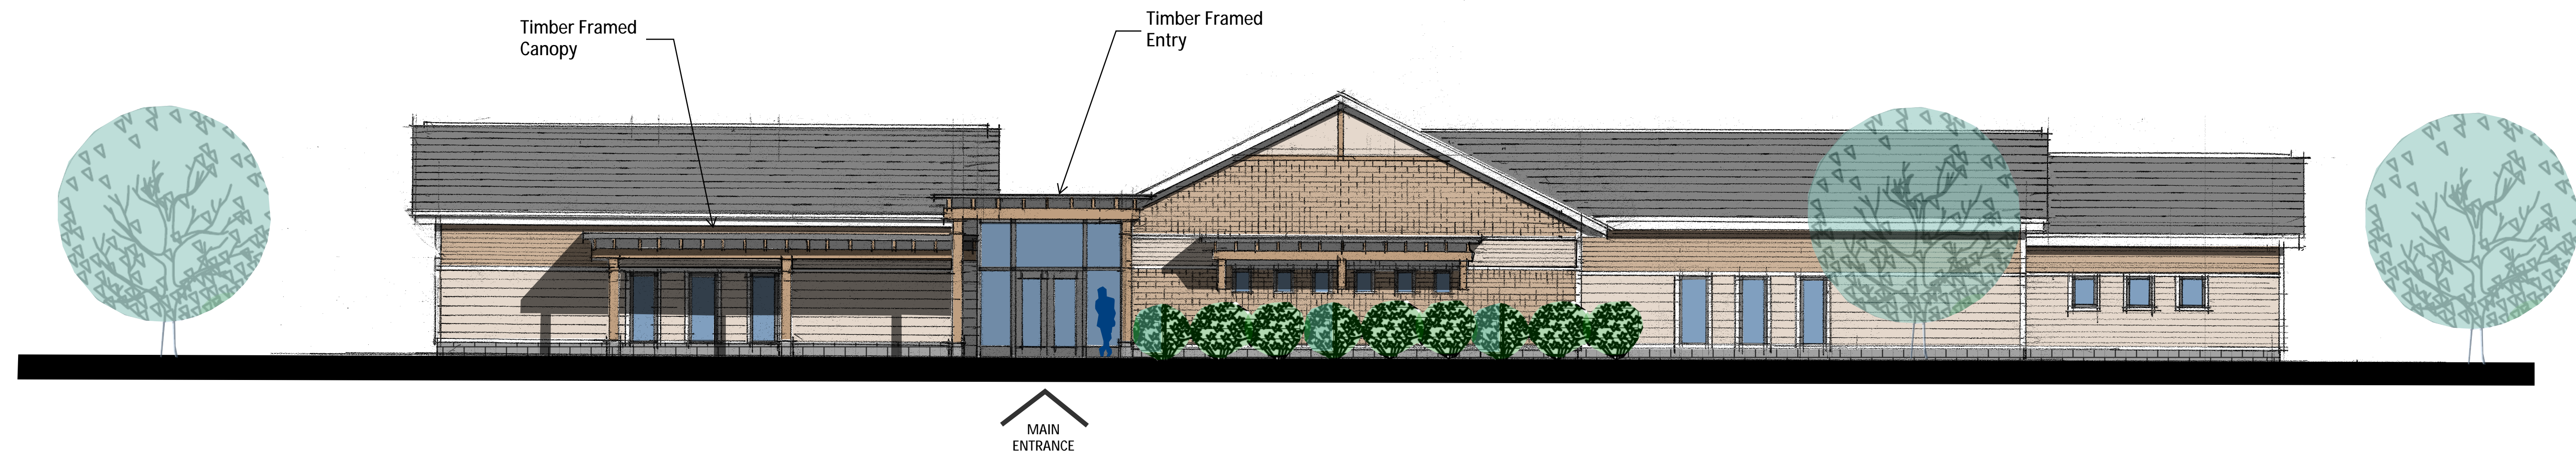 Timber Framed
Canopy
Timber Framed
Entry
MAIN
ENTRANCE